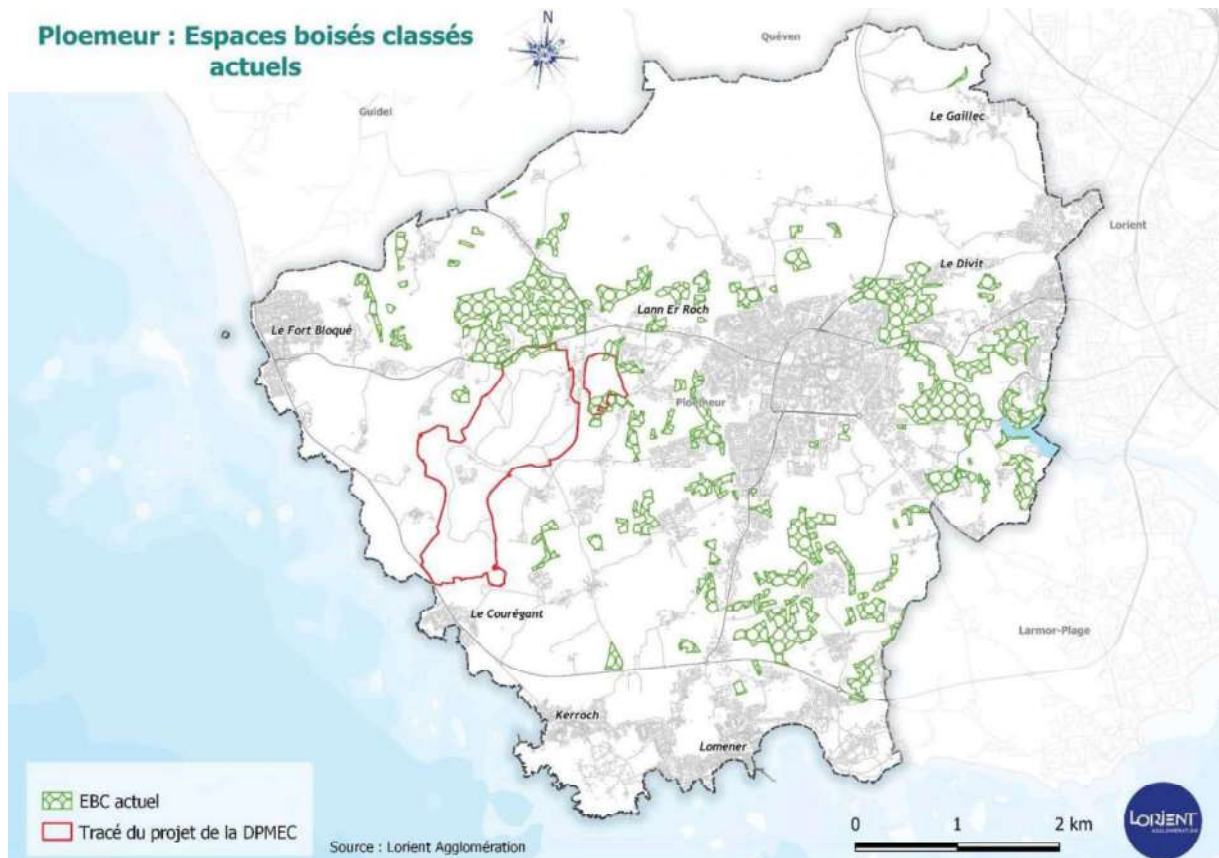 Ploemeur : Espaces boisés classés
actuels
N
Quéven
Guidel
Le Gaillec
Lorient
Le Divit
Lann Er Roch
Le Fort Bloqué
Ploemeur
Le Courégant
Larmor-Plage
Kerroch
Lomener
EBC actuel
Tracé du projet de la DPMEC
Source : Lorient Agglomération
0 1 2 km
LORIENT
AGGLOMÉRATION